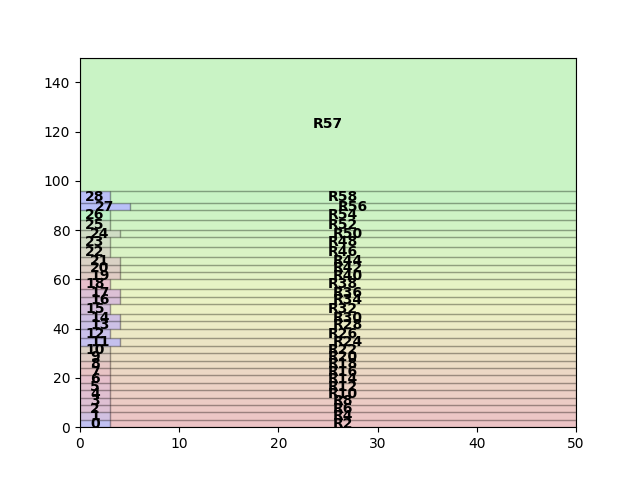 140
R57
120
100
28 R58
27 R56
26 R54
25 R52
80
24 R50
23 R48
22 R46
21 R44
20 R42
19 R40
60
18 R38
17 R36
16 R34
15 R32
14 R30
13 R28
40
12 R26
11 R24
10 R22
9 R20
8 R18
7 R16
20 6 R14
5 R12
4 R10
3 R8
2 R6
1 R4
0 0 R2
0 10 20 30 40 50